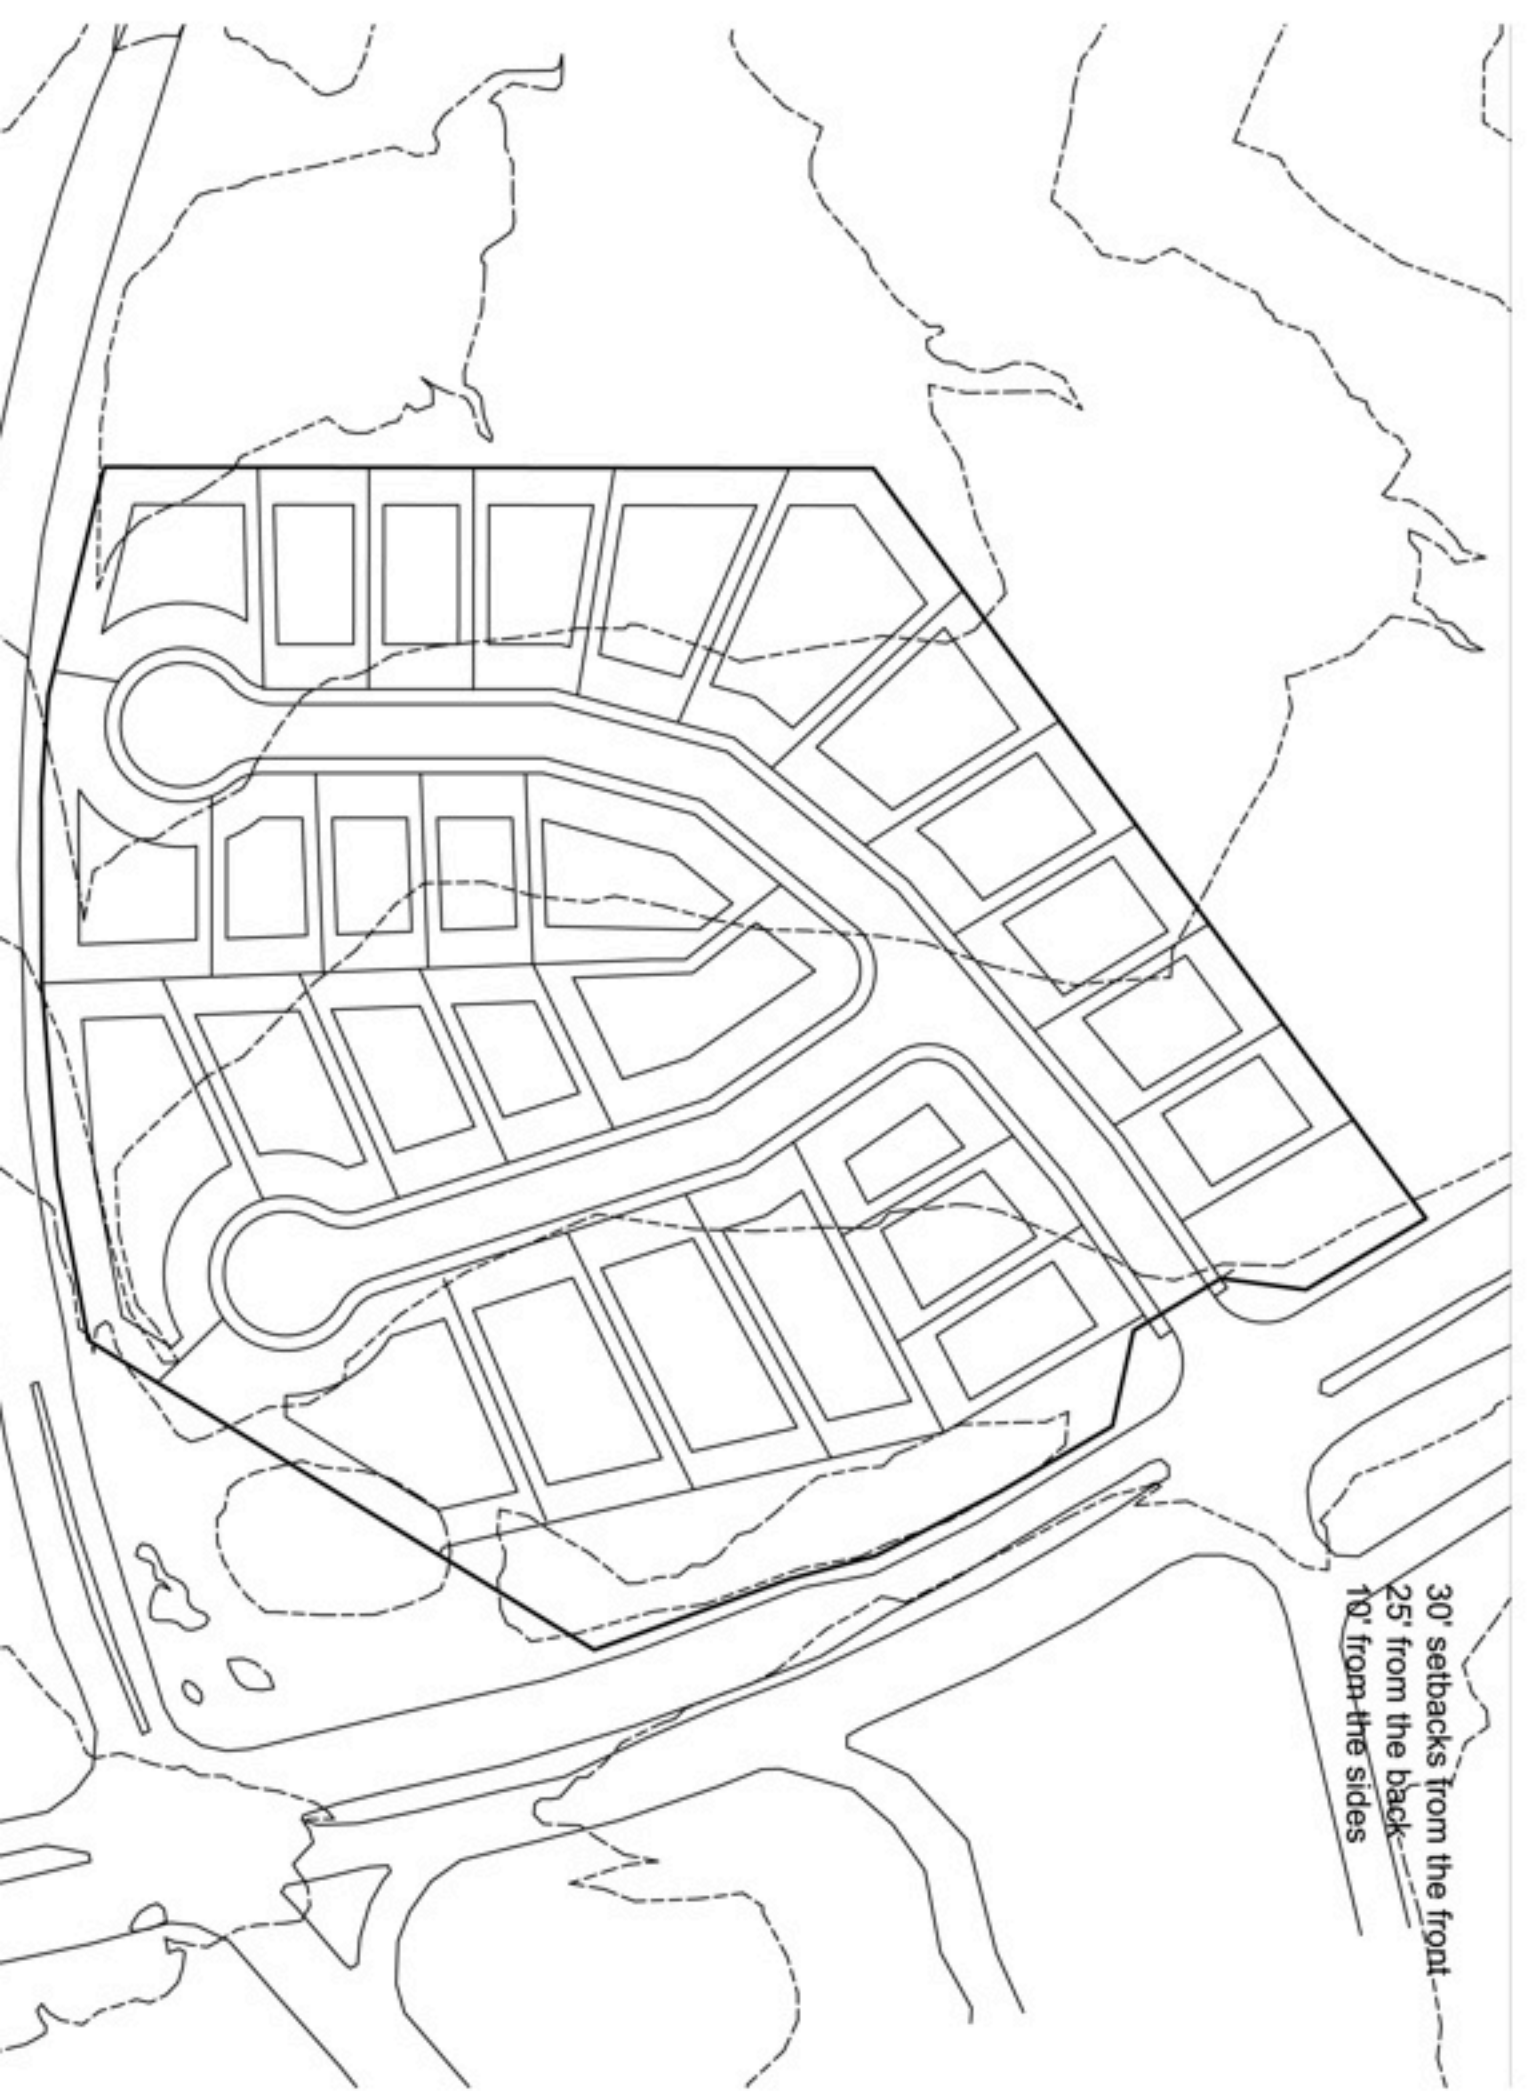 30' setbacks from the front
25' from the back
10' from the sides